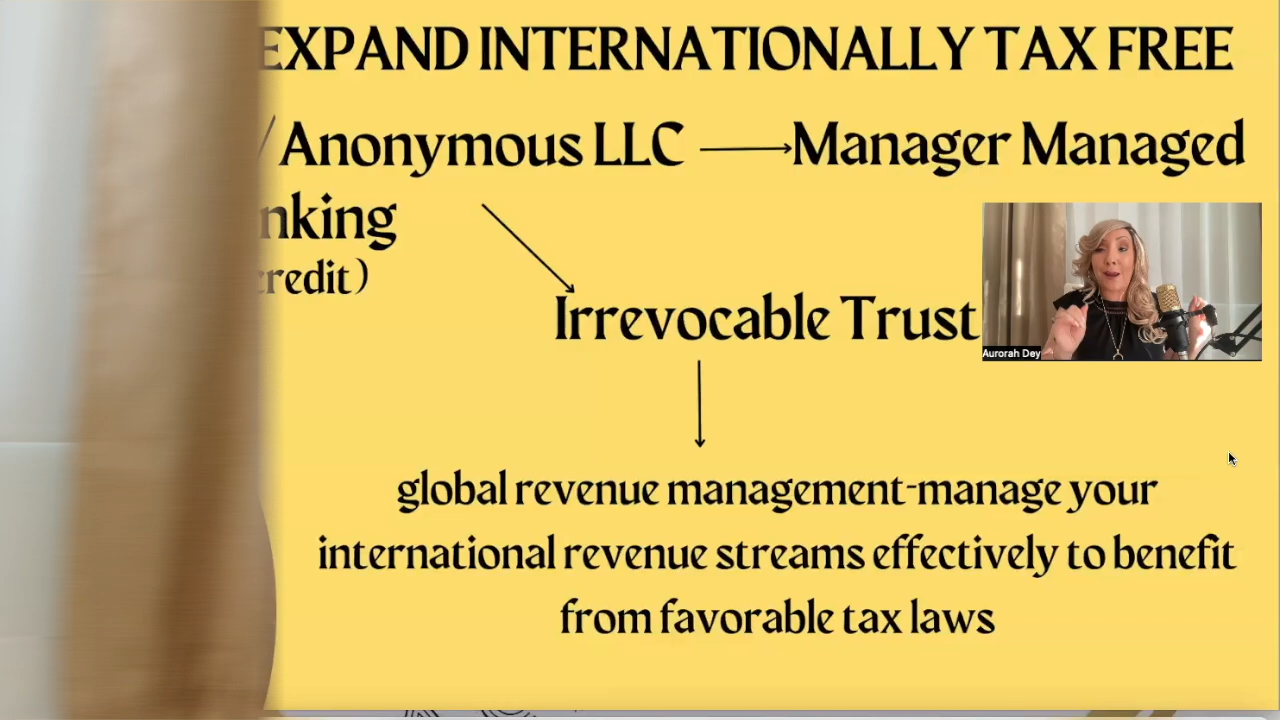 EXPAND INTERNATIONALLY TAX FREE
/ Anonymous LLC Manager Managed
nking
credit)
Irrevocable Trust
Aurorah Dey
global revenue management-manage your
international revenue streams effectively to benefit
from favorable tax laws